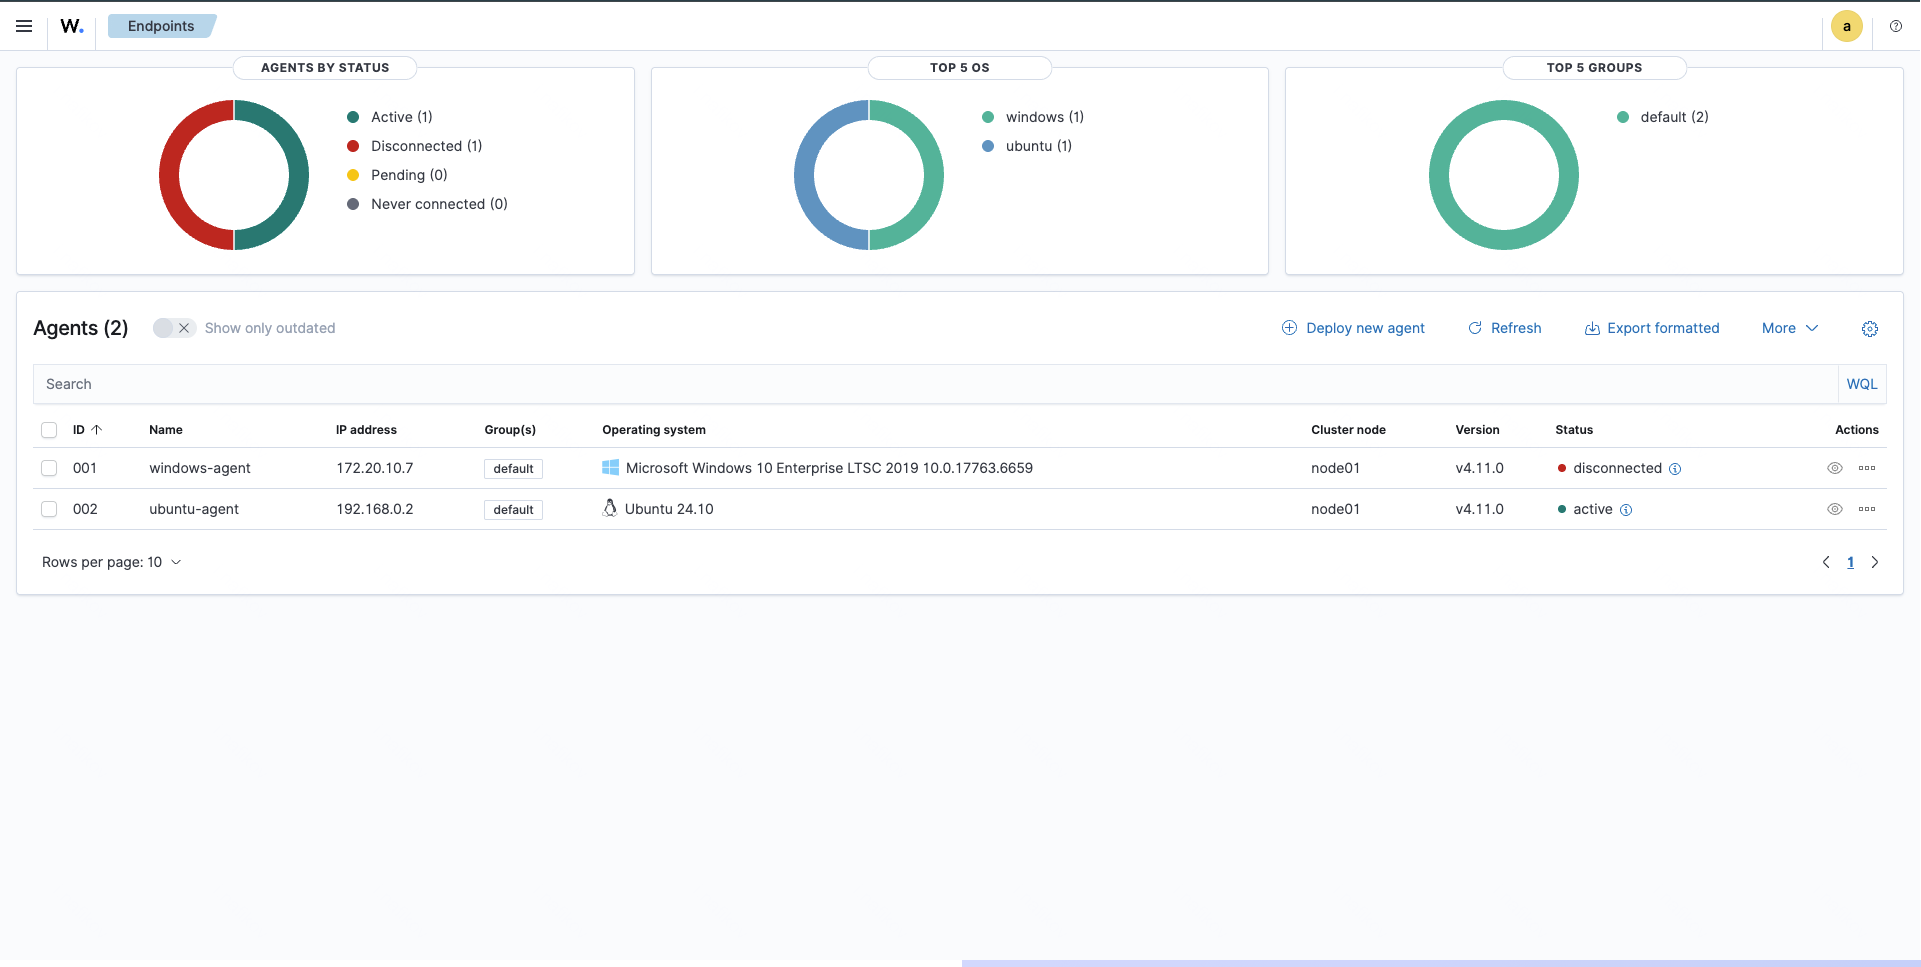 W. Endpoints a
AGENTS BY STATUS
Active (1)
Disconnected (1)
Pending (0)
Never connected (0)
TOP 5 OS
windows (1)
ubuntu (1)
TOP 5 GROUPS
default (2)
Agents (2) Show only outdated Deploy new agent Refresh Export formatted More
Search WQL
ID Name IP address Group(s) Operating system Cluster node Version Status Actions
001 windows-agent 172.20.10.7 default Microsoft Windows 10 Enterprise LTSC 2019 10.0.17763.6659 node01 v4.11.0 disconnected
002 ubuntu-agent 192.168.0.2 default Ubuntu 24.10 node01 v4.11.0 active
Rows per page: 10 1